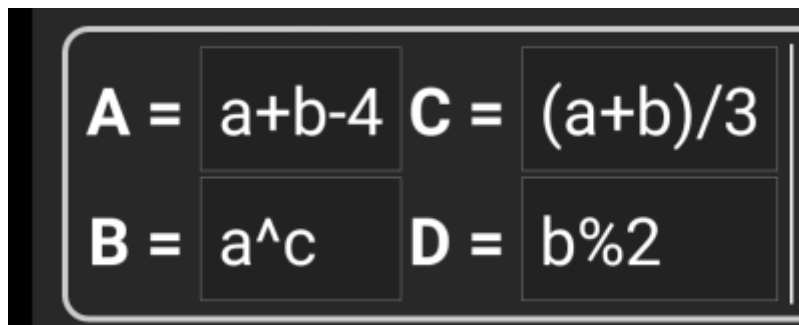 A = a+b-4 C = (a+b)/3
B = a^c D = b%2